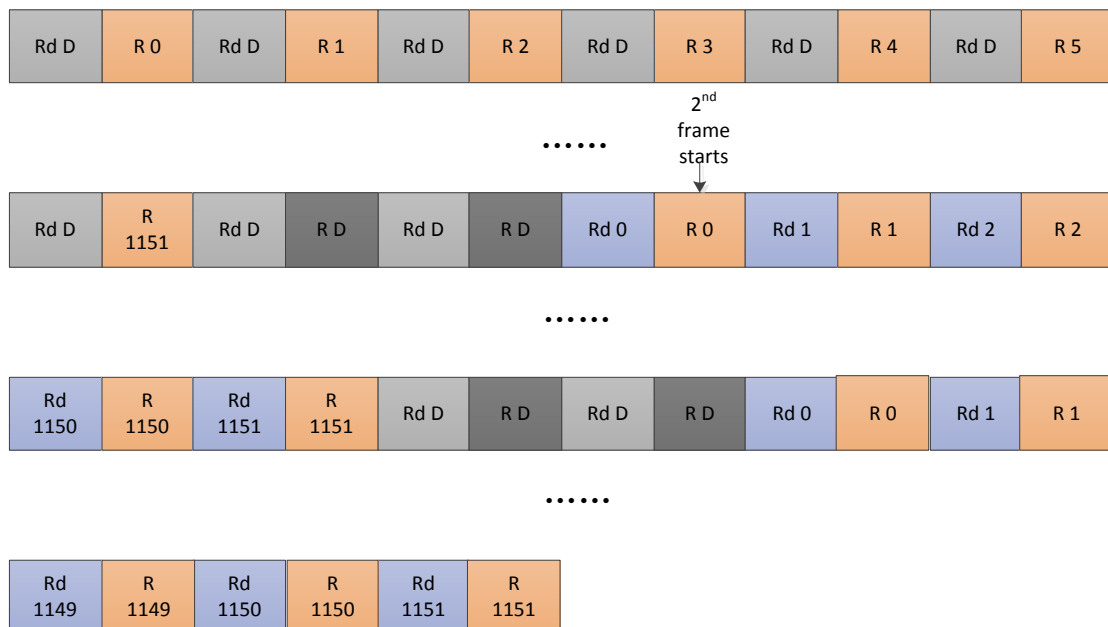 Rd D R 0 Rd D R 1 Rd D R 2 Rd D R 3 Rd D R 4 Rd D R 5
2nd
frame
starts
......
Rd D R 1151 Rd D R D Rd D R D Rd 0 R 0 Rd 1 R 1 Rd 2 R 2
......
Rd 1150 R 1150 Rd 1151 R 1151 Rd D R D Rd D R D Rd 0 R 0 Rd 1 R 1
......
Rd 1149 R 1149 Rd 1150 R 1150 Rd 1151 R 1151